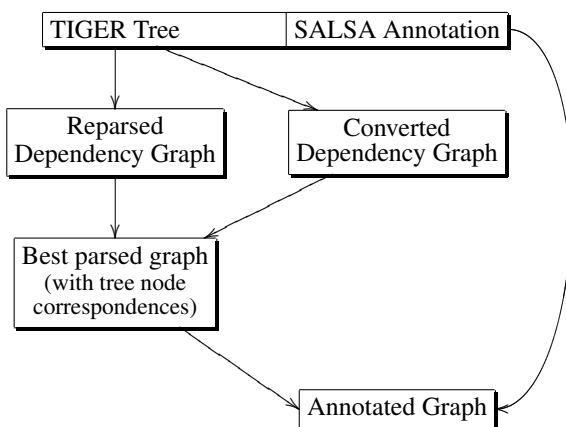 TIGER Tree SALSA Annotation
Reparsed
Dependency Graph
Converted
Dependency Graph
Best parsed graph
(with tree node
correspondences)
Annotated Graph